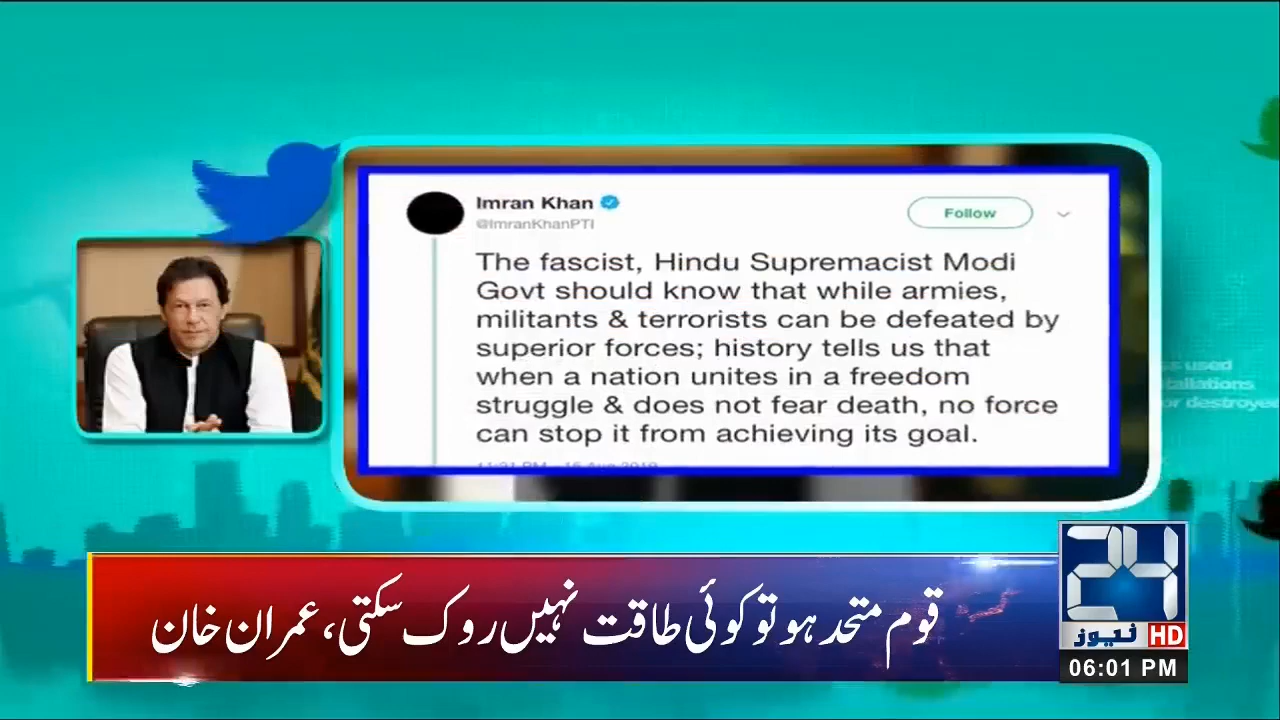 Imran Khan
@ImranKhanPTI
Follow
The fascist, Hindu Supremacist Modi
Govt should know that while armies,
militants & terrorists can be defeated by
superior forces; history tells us that
when a nation unites in a freedom
struggle & does not fear death, no force
can stop it from achieving its goal.
used
or destroyed
قوم متحد ہو تو کوئی طاقت نہیں روک سکتی، عمران خان
24
نیوز HD
06:01 PM